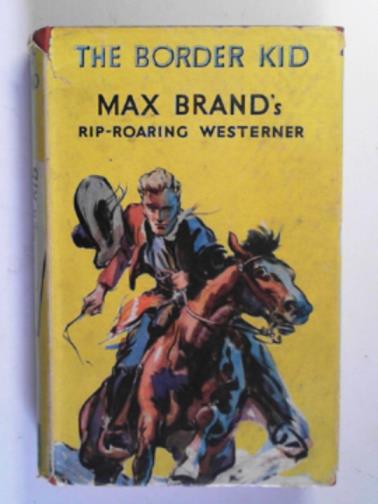 THE BORDER KID
MAX BRAND's
RIP-ROARING WESTERNER